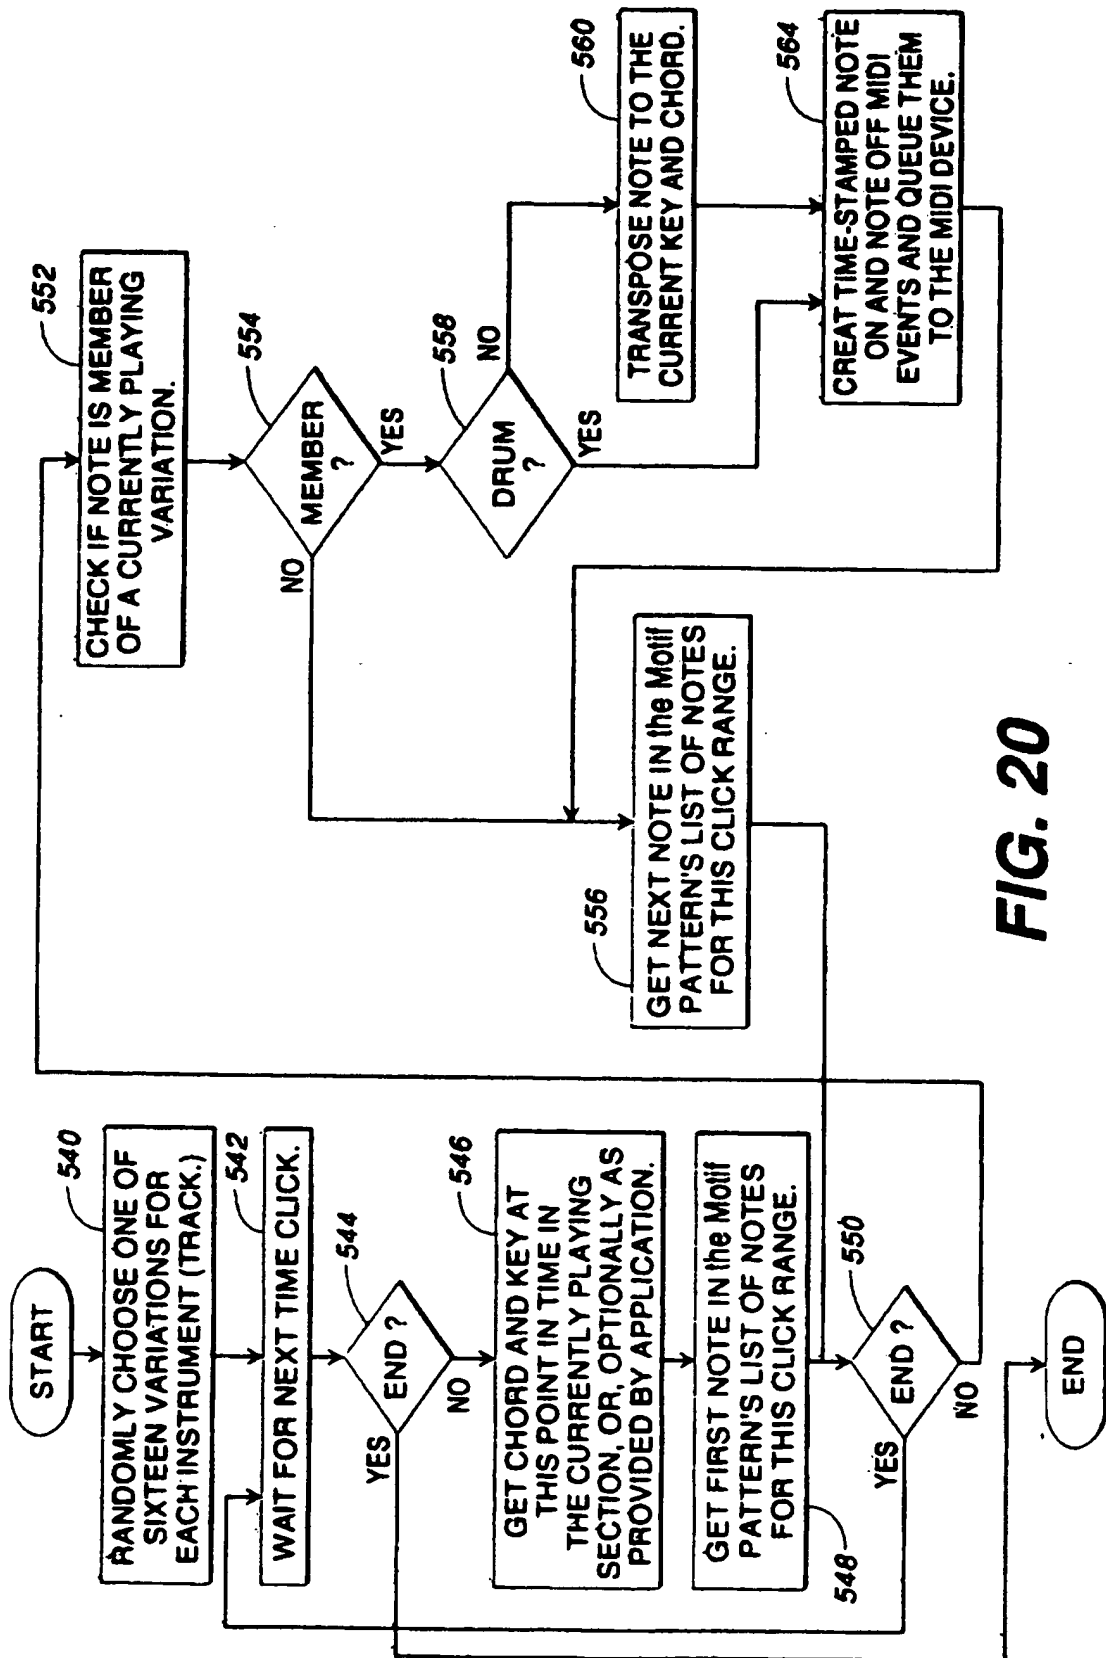 START
540
RANDOMLY CHOOSE ONE OF
SIXTEEN VARIATIONS FOR
EACH INSTRUMENT (TRACK.)
542
WAIT FOR NEXT TIME CLICK.
544
END ?
YES
NO
546
GET CHORD AND KEY AT
THIS POINT IN TIME IN
THE CURRENTLY PLAYING
SECTION, OR, OPTIONALLY AS
PROVIDED BY APPLICATION.
GET FIRST NOTE IN the Motif
PATTERN'S LIST OF NOTES
FOR THIS CLICK RANGE.
548
550
END ?
YES
NO
END
552
CHECK IF NOTE IS MEMBER
OF A CURRENTLY PLAYING
VARIATION.
554
MEMBER
?
NO
YES
558
DRUM
?
NO
YES
556
GET NEXT NOTE IN the Motif
PATTERN'S LIST OF NOTES
FOR THIS CLICK RANGE.
560
TRANSPOSE NOTE TO THE
CURRENT KEY AND CHORD.
564
CREAT TIME-STAMPED NOTE
ON AND NOTE OFF MIDI
EVENTS AND QUEUE THEM
TO THE MIDI DEVICE.
FIG. 20